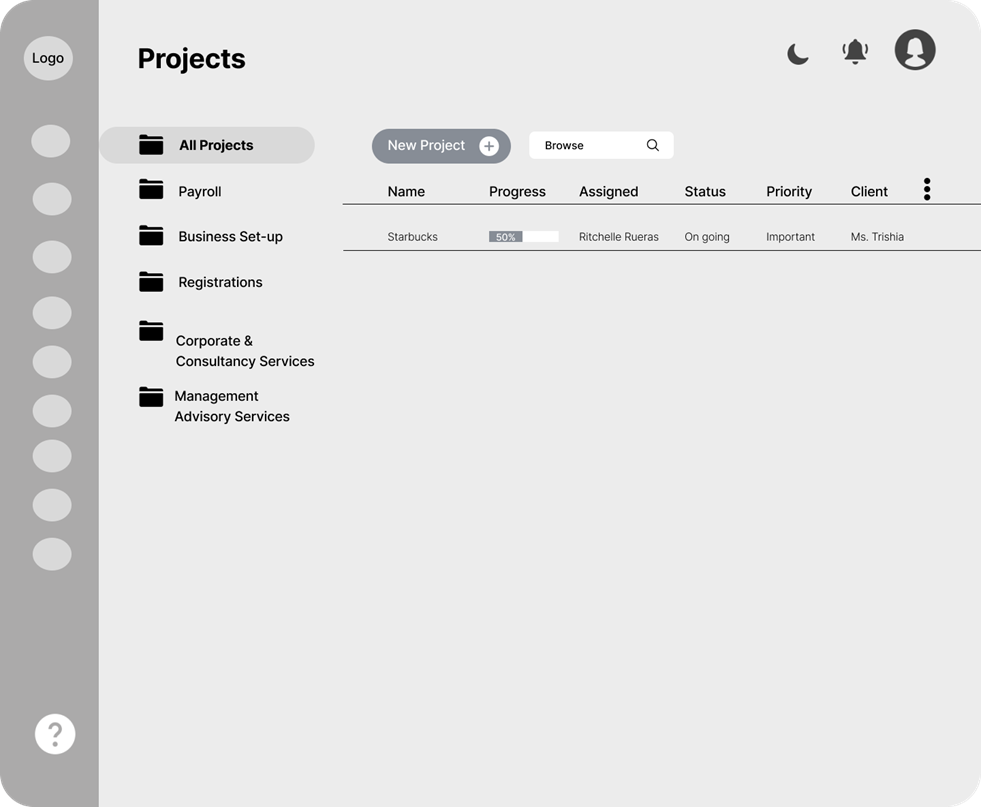 Logo
Projects
All Projects
Payroll
Business Set-up
Registrations
Corporate &
Consultancy Services
Management
Advisory Services
New Project
Browse
Name Progress Assigned Status Priority Client
Starbucks 50% Ritchelle Rueras On going Important Ms. Trishia
?